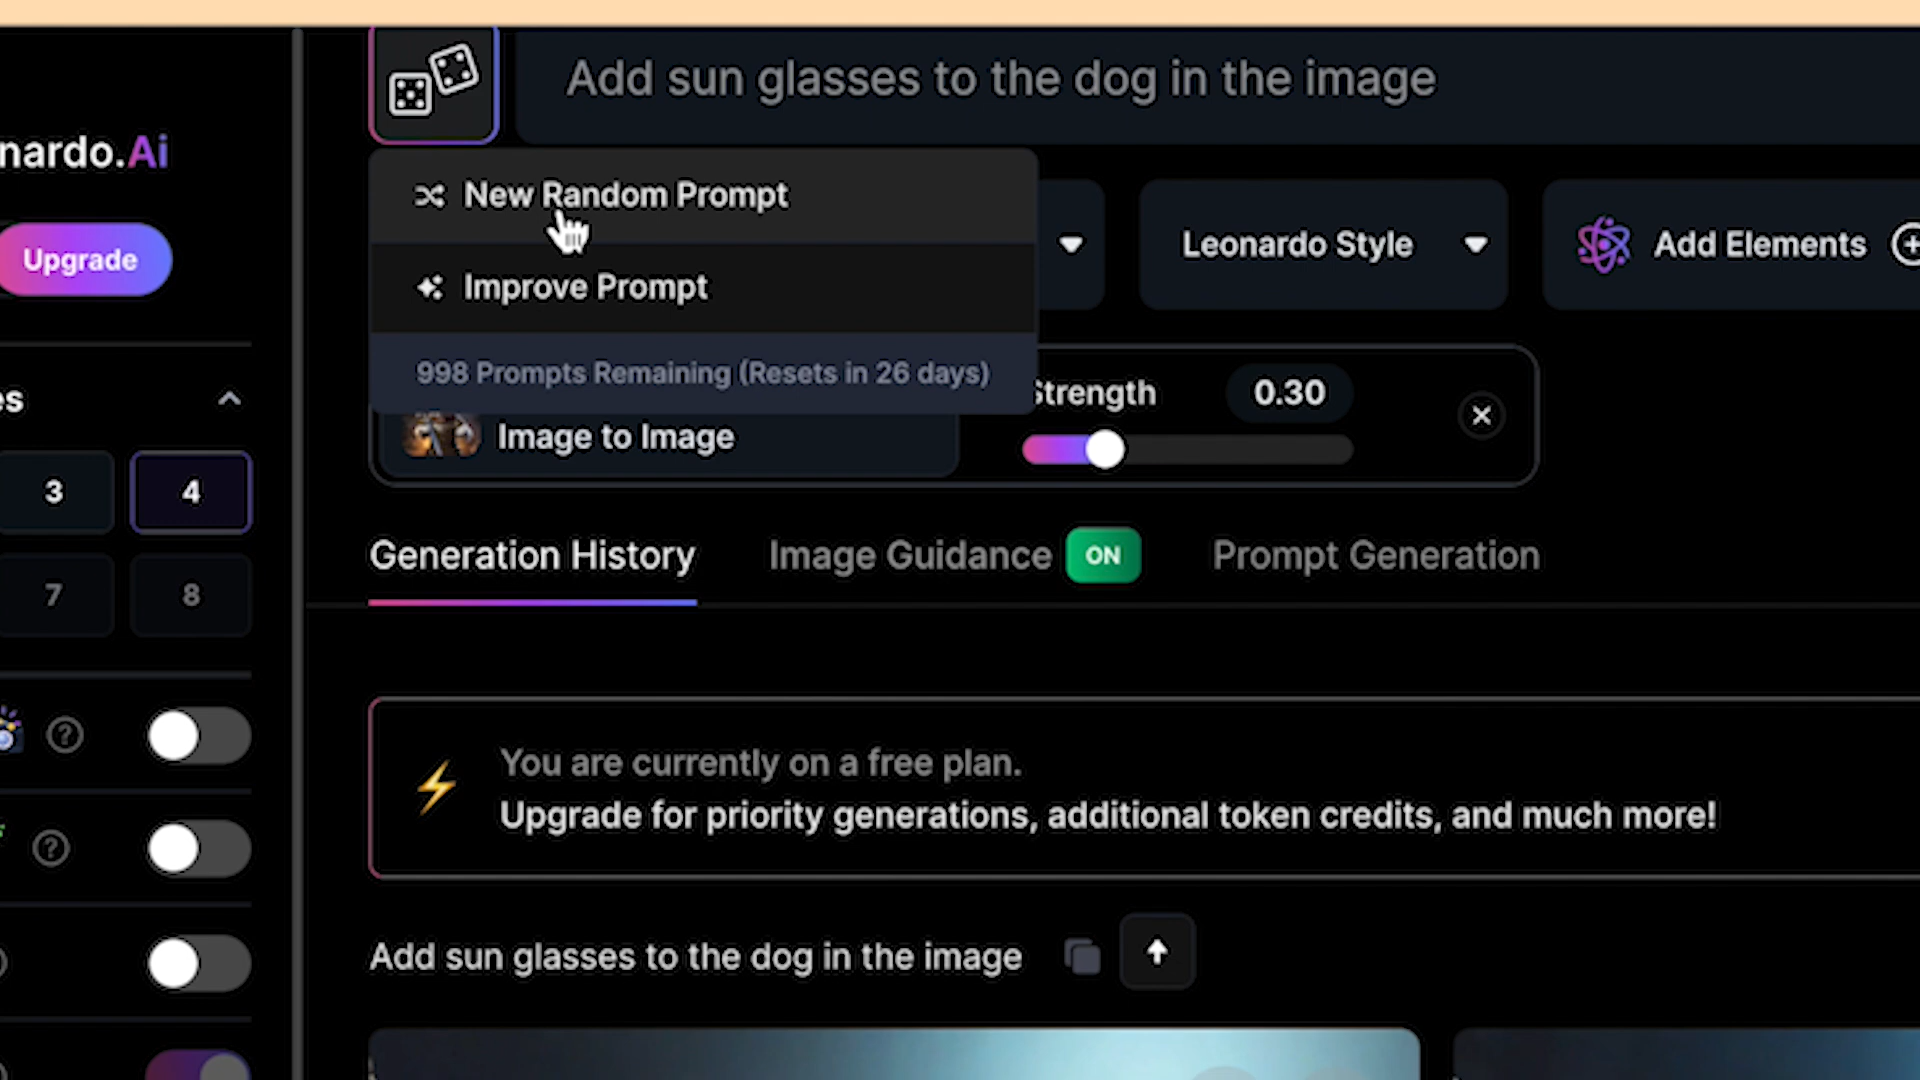 Add sun glasses to the dog in the image
nardo.Ai
New Random Prompt
Upgrade
Improve Prompt
Leonardo Style
Add Elements
998 Prompts Remaining (Resets in 26 days)
Strength
0.30
Image to Image
es
3
4
7
8
Generation History
Image Guidance
ON
Prompt Generation
You are currently on a free plan.
Upgrade for priority generations, additional token credits, and much more!
Add sun glasses to the dog in the image